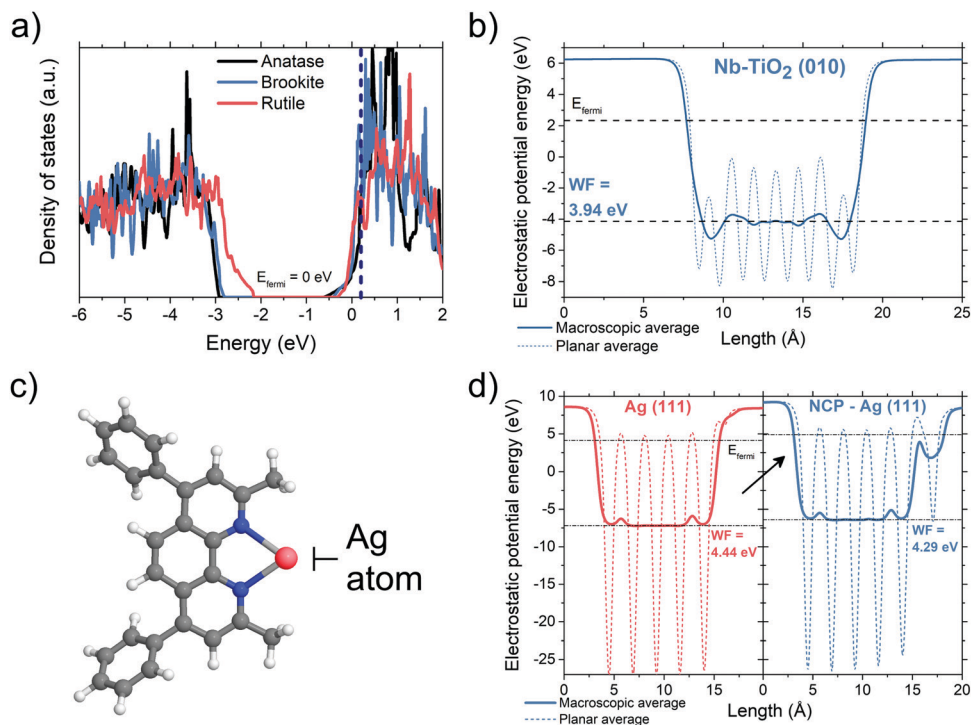 a)
Density of states (a.u.)
Anatase
Brookite
Rutile
E_fermi = 0 eV
-6 -5 -4 -3 -2 -1 0 1 2
Energy (eV)
b)
Electrostatic potential energy (eV)
6
4
2
0
-2
-4
-6
-8
Nb-TiO₂ (010)
E_fermi
WF =
3.94 eV
0 5 10 15 20 25
Length (Å)
Macroscopic average
Planar average
c)
Ag
atom
d)
Electrostatic potential energy (eV)
10
5
0
-5
-10
-15
-20
-25
Ag (111)
E_fermi
WF =
4.44 eV
NCP - Ag (111)
WF =
4.29 eV
0 5 10 15 0 5 10 15 20
Length (Å)
Macroscopic average
Planar average